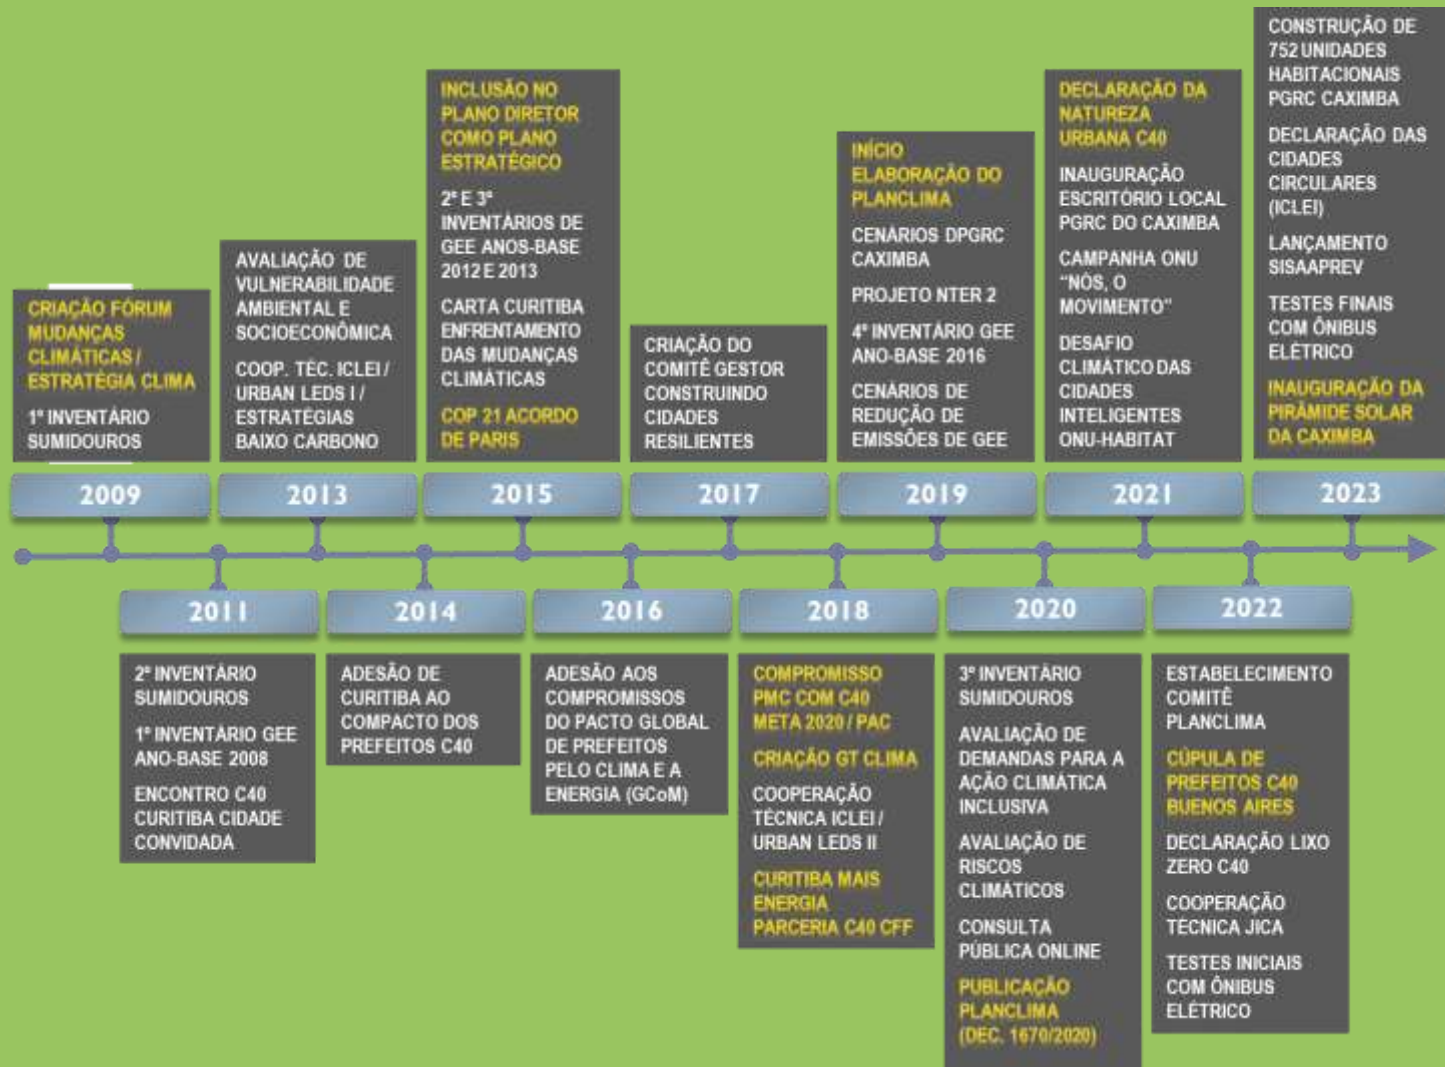 CRIAÇÃO FÓRUM
MUDANÇAS
CLIMÁTICAS /
ESTRATÉGIA CLIMA
1º INVENTÁRIO
SUMIDOUROS
2009
AVALIAÇÃO DE
VULNERABILIDADE
AMBIENTAL E
SOCIOECONÔMICA
COOP. TÉC. ICLEI /
URBAN LEDS I /
ESTRATÉGIAS
BAIXO CARBONO
2013
INCLUSÃO NO
PLANO DIRETOR
COMO PLANO
ESTRATÉGICO
2º E 3º
INVENTÁRIOS DE
GEE ANOS-BASE
2012 E 2013
CARTA CURITIBA
ENFRENTAMENTO
DAS MUDANÇAS
CLIMÁTICAS
COP 21 ACORDO
DE PARIS
2015
CRIAÇÃO DO
COMITÊ GESTOR
CONSTRUINDO
CIDADES
RESILIENTES
2017
INÍCIO
ELABORAÇÃO DO
PLANCLIMA
CENÁRIOS DPGRC
CAXIMBA
PROJETO NTER 2
4º INVENTÁRIO GEE
ANO-BASE 2016
CENÁRIOS DE
REDUÇÃO DE
EMISSÕES DE GEE
2019
DECLARAÇÃO DA
NATUREZA
URBANA C40
INAUGURAÇÃO
ESCRITÓRIO LOCAL
PGRC DO CAXIMBA
CAMPANHA ONU
“NÓS, O
MOVIMENTO”
DESAFIO
CLIMÁTICO DAS
CIDADES
INTELIGENTES
ONU-HABITAT
2021
CONSTRUÇÃO DE
752 UNIDADES
HABITACIONAIS
PGRC CAXIMBA
DECLARAÇÃO DAS
CIDADES
CIRCULARES
(ICLEI)
LANÇAMENTO
SISAAPREV
TESTES FINAIS
COM ÔNIBUS
ELÉTRICO
INAUGURAÇÃO DA
PIRÂMIDE SOLAR
DA CAXIMBA
2023
2011
2º INVENTÁRIO
SUMIDOUROS
1º INVENTÁRIO GEE
ANO-BASE 2008
ENCONTRO C40
CURITIBA CIDADE
CONVIDADA
2014
ADESÃO DE
CURITIBA AO
COMPACTO DOS
PREFEITOS C40
2016
ADESÃO AOS
COMPROMISSOS
DO PACTO GLOBAL
DE PREFEITOS
PELO CLIMA E A
ENERGIA (GCoM)
2018
COMPROMISSO
PMC COM C40
META 2020 / PAC
CRIAÇÃO GT CLIMA
COOPERAÇÃO
TÉCNICA ICLEI /
URBAN LEDS II
CURITIBA MAIS
ENERGIA
PARCERIA C40 CFF
2020
3º INVENTÁRIO
SUMIDOUROS
AVALIAÇÃO DE
DEMANDAS PARA A
AÇÃO CLIMÁTICA
INCLUSIVA
AVALIAÇÃO DE
RISCOS
CLIMÁTICOS
CONSULTA
PÚBLICA ONLINE
PUBLICAÇÃO
PLANCLIMA
(DEC. 1670/2020)
2022
ESTABELECIMENTO
COMITÊ
PLANCLIMA
CÚPULA DE
PREFEITOS C40
BUENOS AIRES
DECLARAÇÃO LIXO
ZERO C40
COOPERAÇÃO
TÉCNICA JICA
TESTES INICIAIS
COM ÔNIBUS
ELÉTRICO